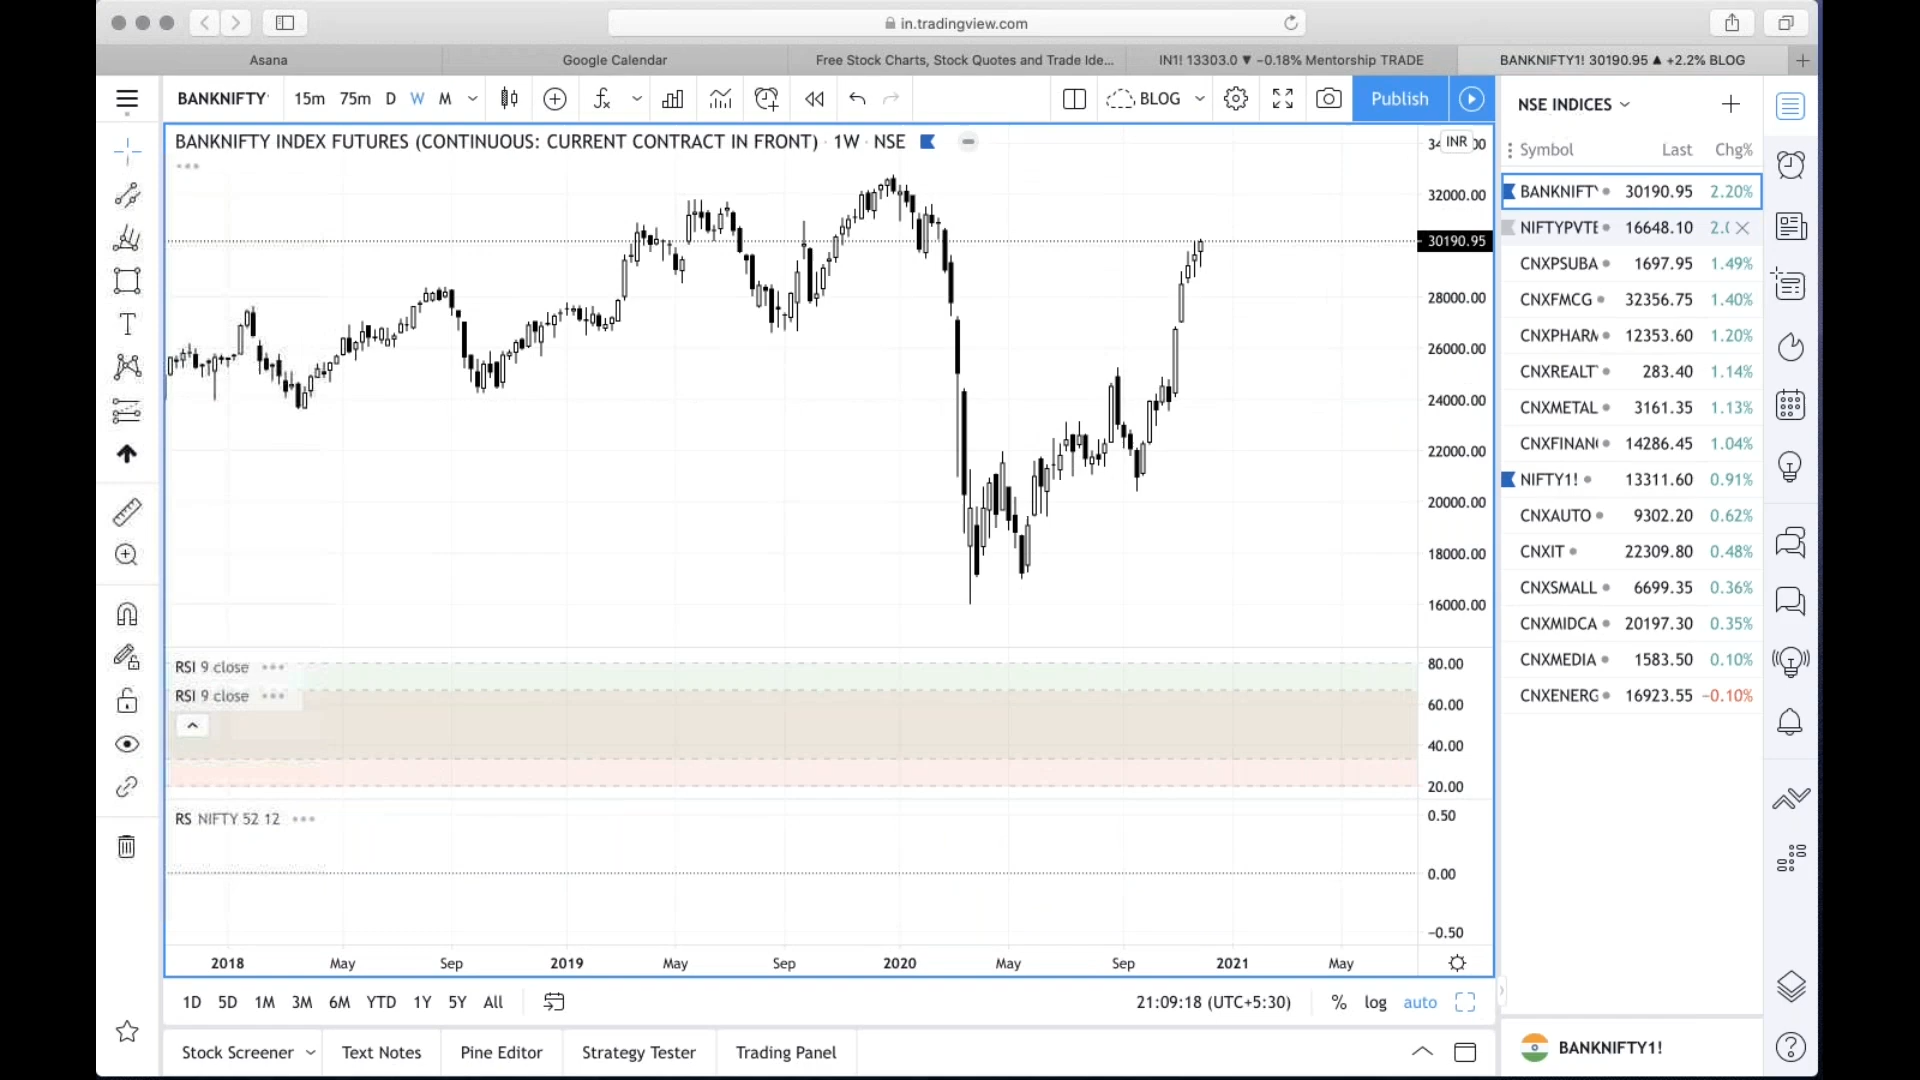 in.tradingview.com
Asana
Google Calendar
Free Stock Charts, Stock Quotes and Trade Ide...
IN1! 13303.0 ▼ −0.18% Mentorship TRADE
BANKNIFTY1! 30190.95 ▲ +2.2% BLOG
BANKNIFTY
15m 75m D W M
BLOG
Publish
NSE INDICES
BANKNIFTY INDEX FUTURES (CONTINUOUS: CURRENT CONTRACT IN FRONT) · 1W · NSE
INR
Symbol Last Chg%
BANKNIFTY 30190.95 2.20%
NIFTYPVTE 16648.10 2.0
CNXPSUBA 1697.95 1.49%
CNXFMCG 32356.75 1.40%
CNXPHARM 12353.60 1.20%
CNXREALT 283.40 1.14%
CNXMETAL 3161.35 1.13%
CNXFINAN 14286.45 1.04%
NIFTY1! 13311.60 0.91%
CNXAUTO 9302.20 0.62%
CNXIT 22309.80 0.48%
CNXSMALL 6699.35 0.36%
CNXMIDCA 20197.30 0.35%
CNXMEDIA 1583.50 0.10%
CNXENERG 16923.55 −0.10%
32000.00
30190.95
28000.00
26000.00
24000.00
22000.00
20000.00
18000.00
16000.00
RSI 9 close
RSI 9 close
80.00
60.00
40.00
20.00
RS NIFTY 52 12
0.50
0.00
−0.50
2018 May Sep 2019 May Sep 2020 May Sep 2021 May
1D 5D 1M 3M 6M YTD 1Y 5Y All
21:09:18 (UTC+5:30) % log auto
Stock Screener Text Notes Pine Editor Strategy Tester Trading Panel
BANKNIFTY1!